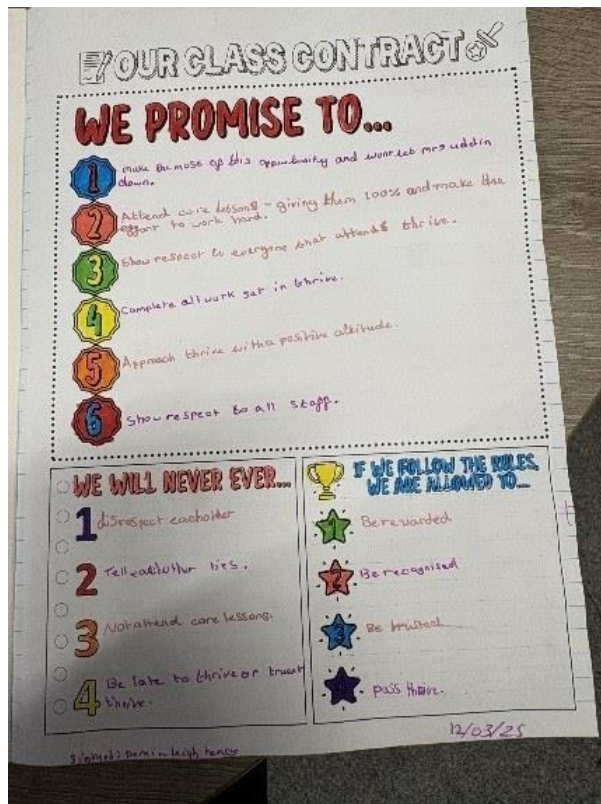 OUR CLASS CONTRACT
WE PROMISE TO...
1 make the most of this oppurtunity and wont let mrs uddin
down.
2 Attend core lessons - giving them 100% and make the
effort to work hard.
3 Show respect to everyone that attends thrive.
4 Complete all work set in thrive.
5 Approach thrive with a positive attitude.
6 Show respect to all staff.
WE WILL NEVER EVER...
1 disrespect eachother
2 Tell eachother lies.
3 Not attend core lessons.
4 Be late to thrive or truent
thrive.
IF WE FOLLOW THE RULES,
WE ARE ALLOWED TO...
1 Be rewarded
2 Be recognised
3 Be trusted
4 pass thrive.
12/03/25
signed: leigh